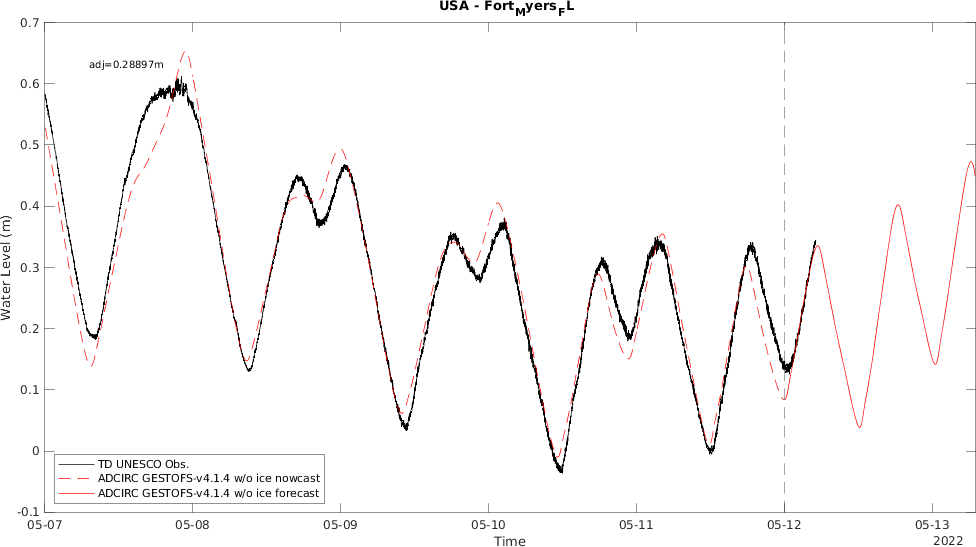 USA - Fort_Myers_FL
0.7
adj=0.28897m
0.6
0.5
0.4
0.3
0.2
0.1
0
-0.1
Water Level (m)
TD UNESCO Obs.
ADCIRC GESTOFS-v4.1.4 w/o ice nowcast
ADCIRC GESTOFS-v4.1.4 w/o ice forecast
05-07 05-08 05-09 05-10 05-11 05-12 05-13
Time
2022